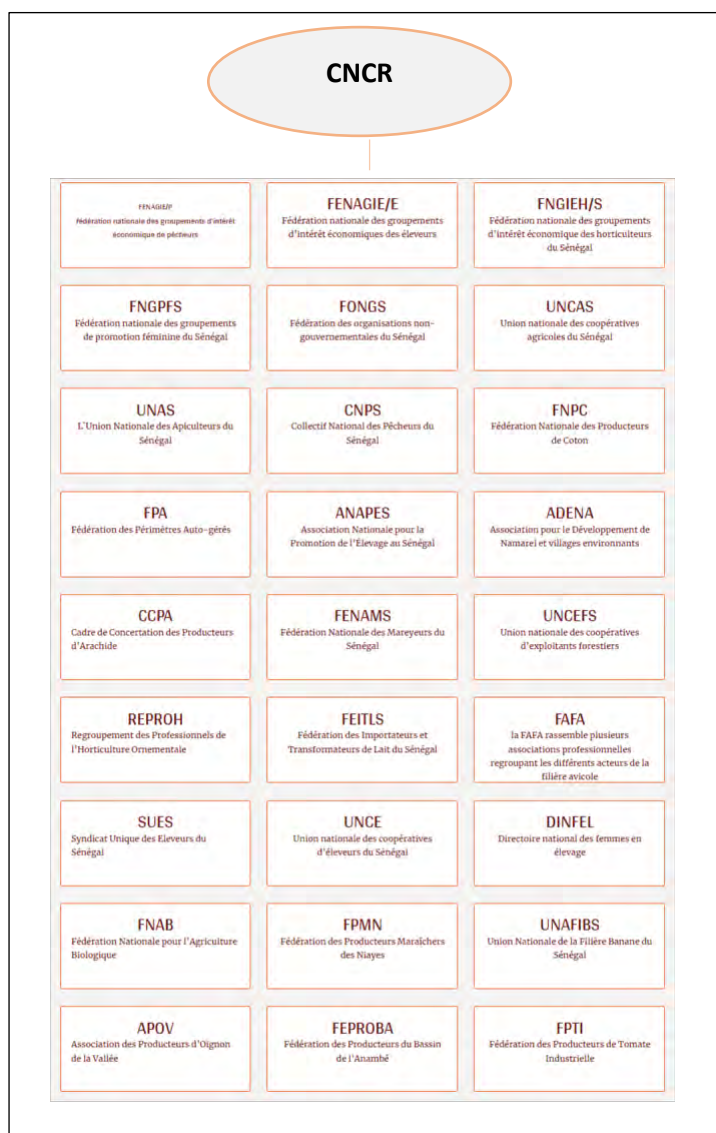 CNCR
FENAGIE/P
Fédération nationale des groupements d'intérêt
économique de pêcheurs
FENAGIE/E
Fédération nationale des groupements
d'intérêt économiques des éleveurs
FNGIEH/S
Fédération nationale des groupements
d'intérêt économique des horticulteurs
du Sénégal
FNGPFS
Fédération nationale des groupements
de promotion féminine du Sénégal
FONGS
Fédération des organisations non-
gouvernementales du Sénégal
UNCAS
Union nationale des coopératives
agricoles du Sénégal
UNAS
L'Union Nationale des Apiculteurs du
Sénégal
CNPS
Collectif National des Pêcheurs du
Sénégal
FNPC
Fédération Nationale des Producteurs
de Coton
FPA
Fédération des Périmètres Auto-gérés
ANAPES
Association Nationale pour la
Promotion de l'Élevage au Sénégal
ADENA
Association pour le Développement de
Namarel et villages environnants
CCPA
Cadre de Concertation des Producteurs
d'Arachide
FENAMS
Fédération Nationale des Mareyeurs du
Sénégal
UNCEFS
Union nationale des coopératives
d'exploitants forestiers
REPROH
Regroupement des Professionnels de
l'Horticulture Ornementale
FEITLS
Fédération des Importateurs et
Transformateurs de Lait du Sénégal
FAFA
la FAFA rassemble plusieurs
associations professionnelles
regroupant les différents acteurs de la
filière avicole
SUES
Syndicat Unique des Eleveurs du
Sénégal
UNCE
Union nationale des coopératives
d'éleveurs du Sénégal
DINFEL
Directoire national des femmes en
élevage
FNAB
Fédération Nationale pour l'Agriculture
Biologique
FPMN
Fédération des Producteurs Maraîchers
des Niayes
UNAFIBS
Union Nationale de la Filière Banane du
Sénégal
APOV
Association des Producteurs d'Oignon
de la Vallée
FEPROBA
Fédération des Producteurs du Bassin
de l'Anambé
FPTI
Fédération des Producteurs de Tomate
Industrielle